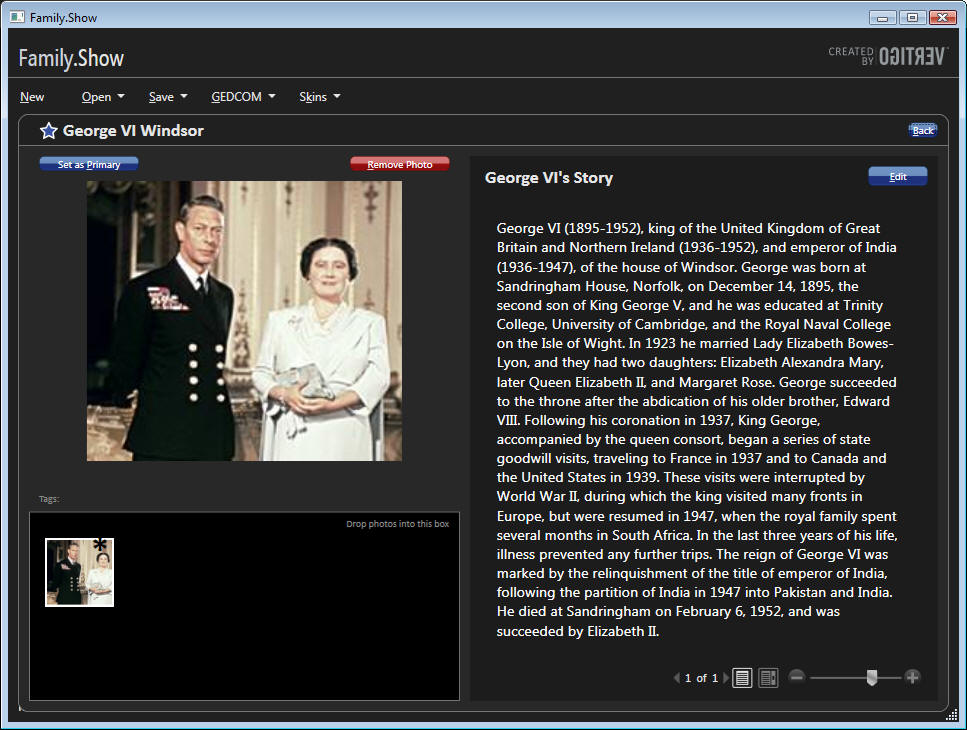 Family.Show
Family.Show
CREATED BY VERTIGO
New Open Save GEDCOM Skins
George VI Windsor
Back
Set as Primary
Remove Photo
George VI's Story
Edit
George VI (1895-1952), king of the United Kingdom of Great
Britain and Northern Ireland (1936-1952), and emperor of India
(1936-1947), of the house of Windsor. George was born at
Sandringham House, Norfolk, on December 14, 1895, the
second son of King George V, and he was educated at Trinity
College, University of Cambridge, and the Royal Naval College
on the Isle of Wight. In 1923 he married Lady Elizabeth Bowes-
Lyon, and they had two daughters: Elizabeth Alexandra Mary,
later Queen Elizabeth II, and Margaret Rose. George succeeded
to the throne after the abdication of his older brother, Edward
VIII. Following his coronation in 1937, King George,
accompanied by the queen consort, began a series of state
goodwill visits, traveling to France in 1937 and to Canada and
the United States in 1939. These visits were interrupted by
World War II, during which the king visited many fronts in
Europe, but were resumed in 1947, when the royal family spent
several months in South Africa. In the last three years of his life,
illness prevented any further trips. The reign of George VI was
marked by the relinquishment of the title of emperor of India,
following the partition of India in 1947 into Pakistan and India.
He died at Sandringham on February 6, 1952, and was
succeeded by Elizabeth II.
Tags:
Drop photos into this box
*
1 of 1